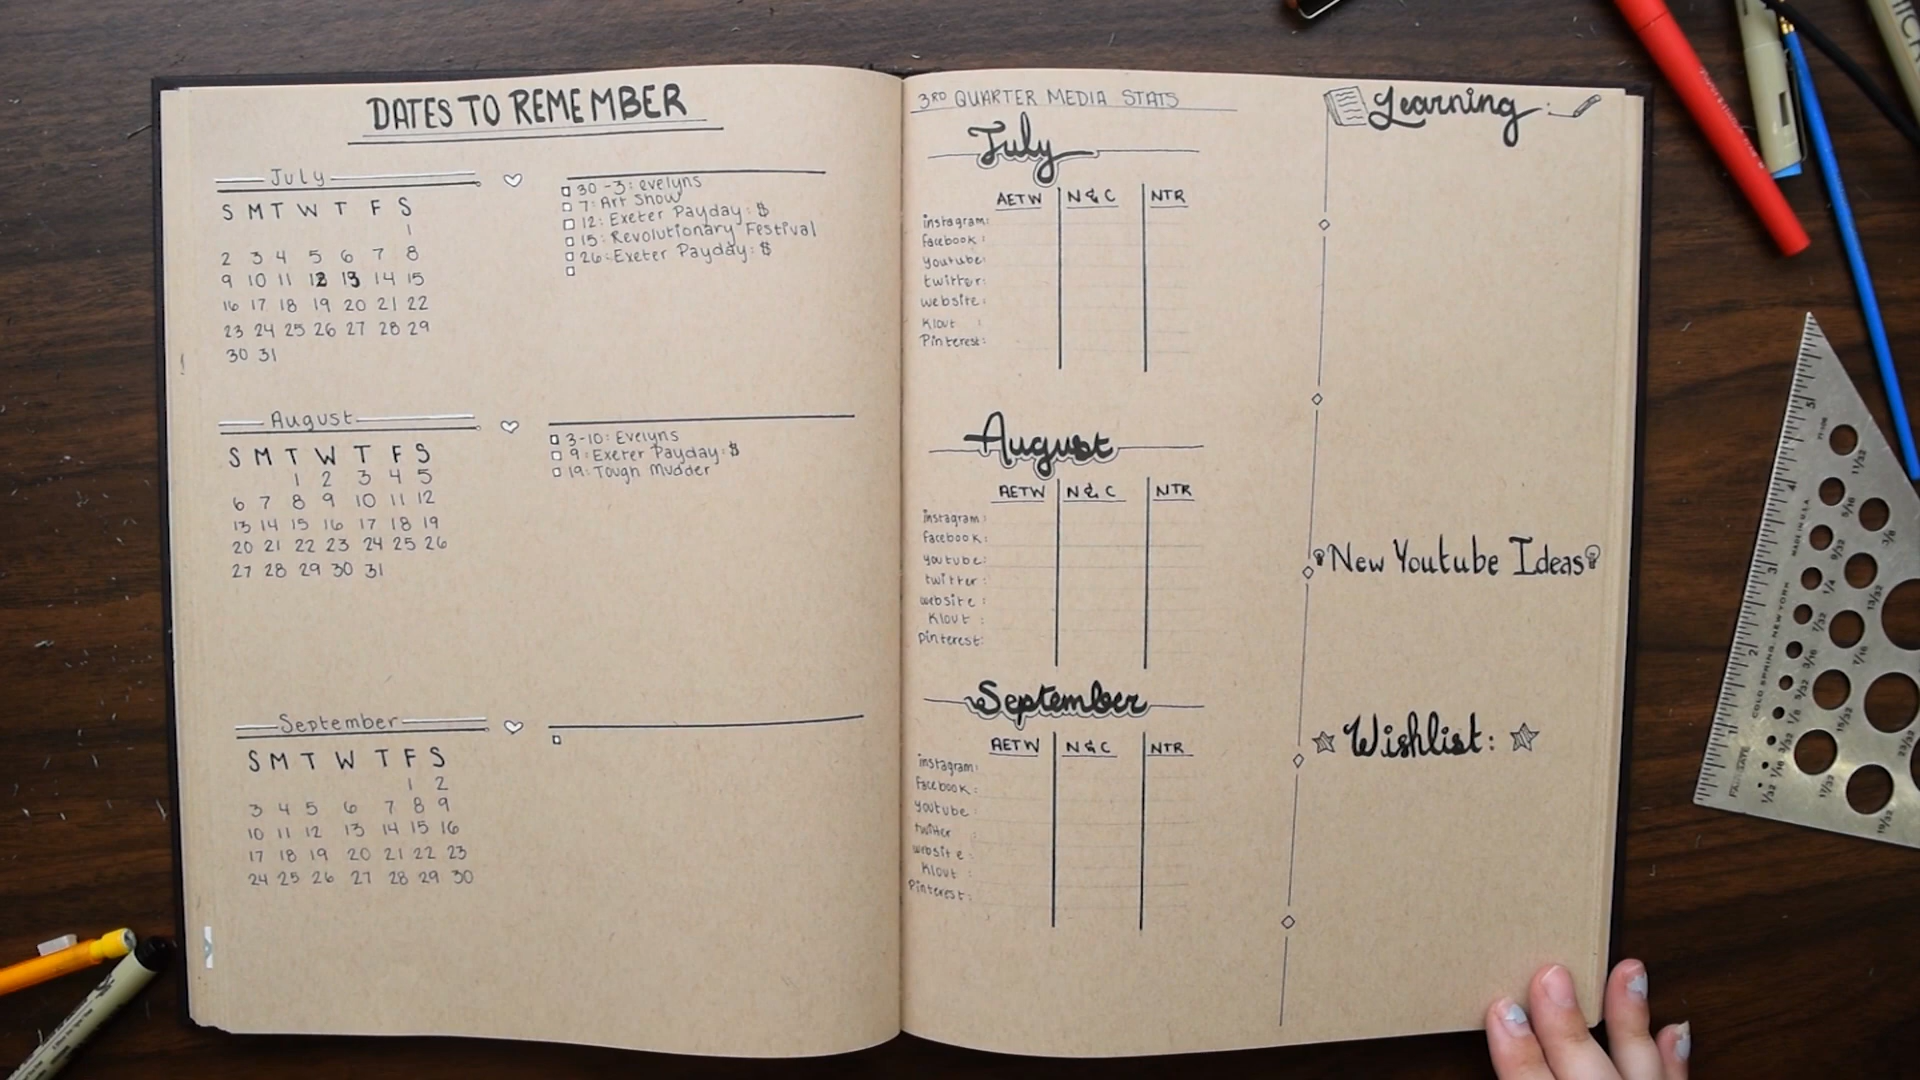 DATES TO REMEMBER
July
S M T W T F S
1
2 3 4 5 6 7 8
9 10 11 12 13 14 15
16 17 18 19 20 21 22
23 24 25 26 27 28 29
30 31
30-3: evelyns
7: Art Show
12: Exeter Payday: $
15: Revolutionary Festival
26: Exeter Payday: $
August
S M T W T F S
1 2 3 4 5
6 7 8 9 10 11 12
13 14 15 16 17 18 19
20 21 22 23 24 25 26
27 28 29 30 31
3-10: Evelyns
9: Exeter Payday: $
19: Tough Mudder
September
S M T W T F S
1 2
3 4 5 6 7 8 9
10 11 12 13 14 15 16
17 18 19 20 21 22 23
24 25 26 27 28 29 30
3RD QUARTER MEDIA STATS
July
AETW N & C NTR
instagram:
facebook:
youtube:
twitter:
website:
Klout :
Pinterest:
August
AETW N & C NTR
instagram:
facebook:
youtube:
twitter:
website:
Klout :
Pinterest:
September
AETW N & C NTR
instagram:
facebook:
youtube:
twitter :
website:
Klout :
Pinterest:
Learning:
New Youtube Ideas
Wishlist:
MADE IN U.S.A.
COLD SPRING, NEW YORK